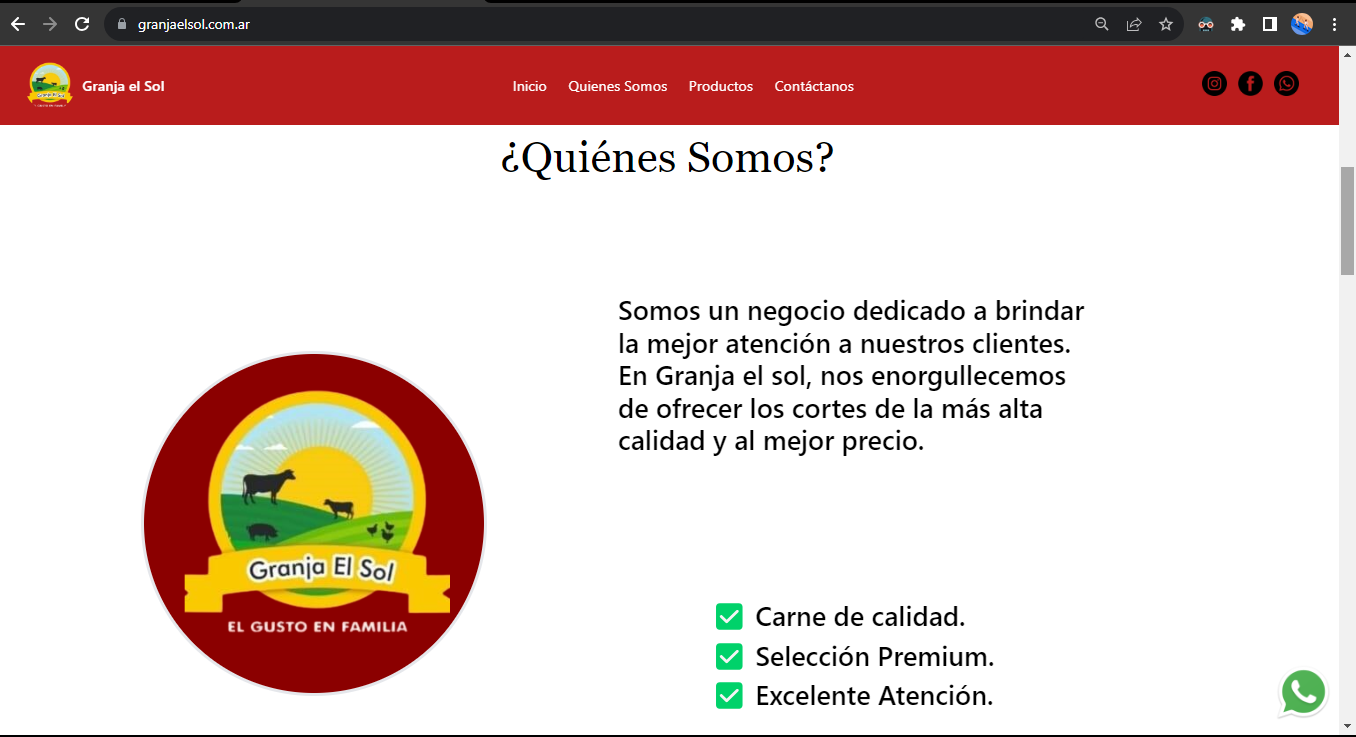 granjaelsol.com.ar
Granja el Sol
Inicio Quienes Somos Productos Contáctanos
¿Quiénes Somos?
Somos un negocio dedicado a brindar
la mejor atención a nuestros clientes.
En Granja el sol, nos enorgullecemos
de ofrecer los cortes de la más alta
calidad y al mejor precio.
Granja El Sol
EL GUSTO EN FAMILIA
Carne de calidad.
Selección Premium.
Excelente Atención.